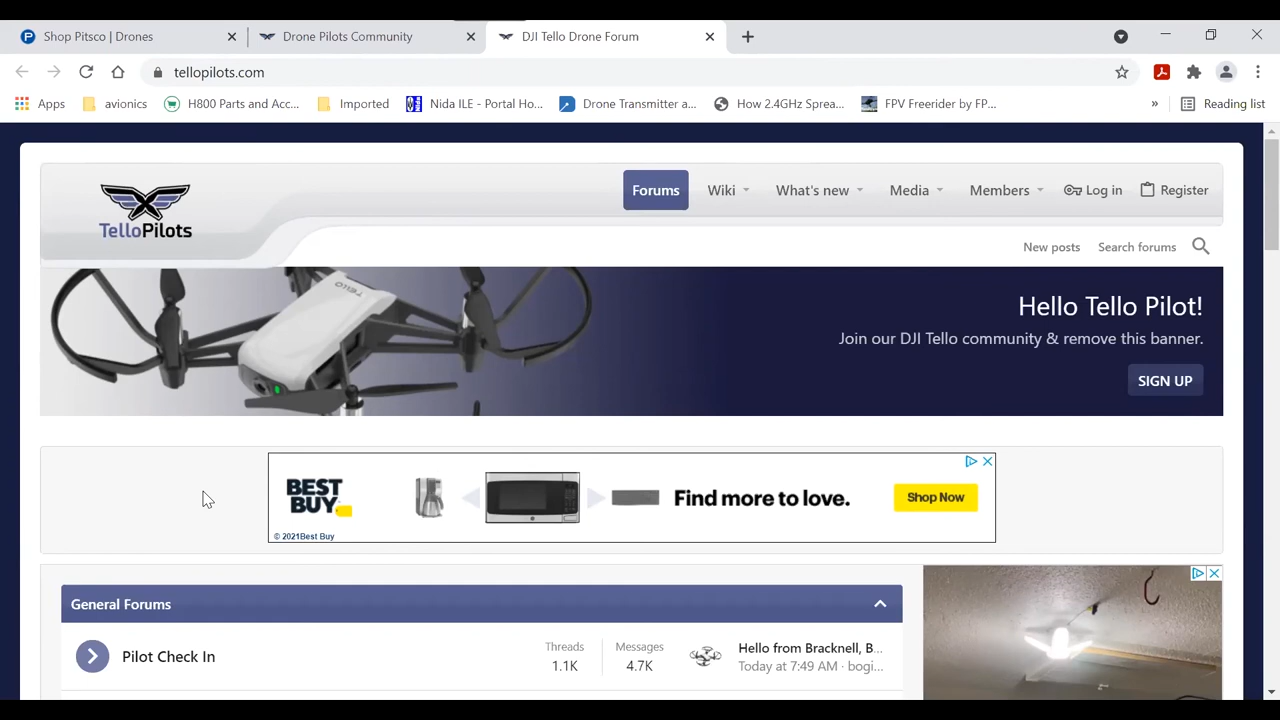 Shop Pitsco | Drones
Drone Pilots Community
DJI Tello Drone Forum
tellopilots.com
Apps
avionics
H800 Parts and Acc...
Imported
Nida ILE - Portal Ho...
Drone Transmitter a...
How 2.4GHz Sprea...
FPV Freerider by FP...
»
Reading list
TelloPilots
Forums
Wiki
What's new
Media
Members
Log in
Register
New posts
Search forums
TELLO
Hello Tello Pilot!
Join our DJI Tello community & remove this banner.
SIGN UP
BEST
BUY
Find more to love.
Shop Now
© 2021Best Buy
General Forums
Pilot Check In
Threads
1.1K
Messages
4.7K
Hello from Bracknell, B...
Today at 7:49 AM · bogi...